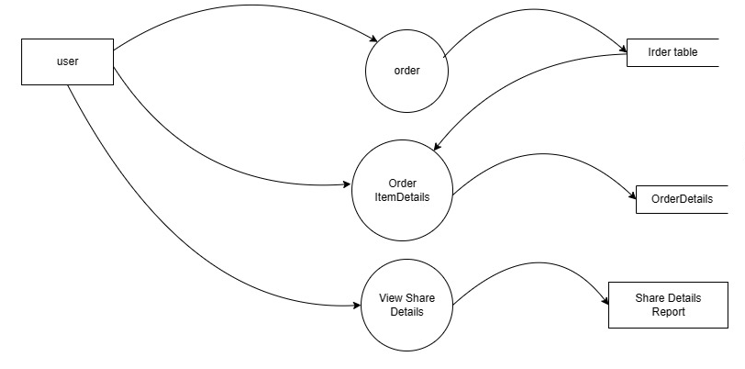 user
order
Irder table
Order
ItemDetails
OrderDetails
View Share
Details
Share Details
Report